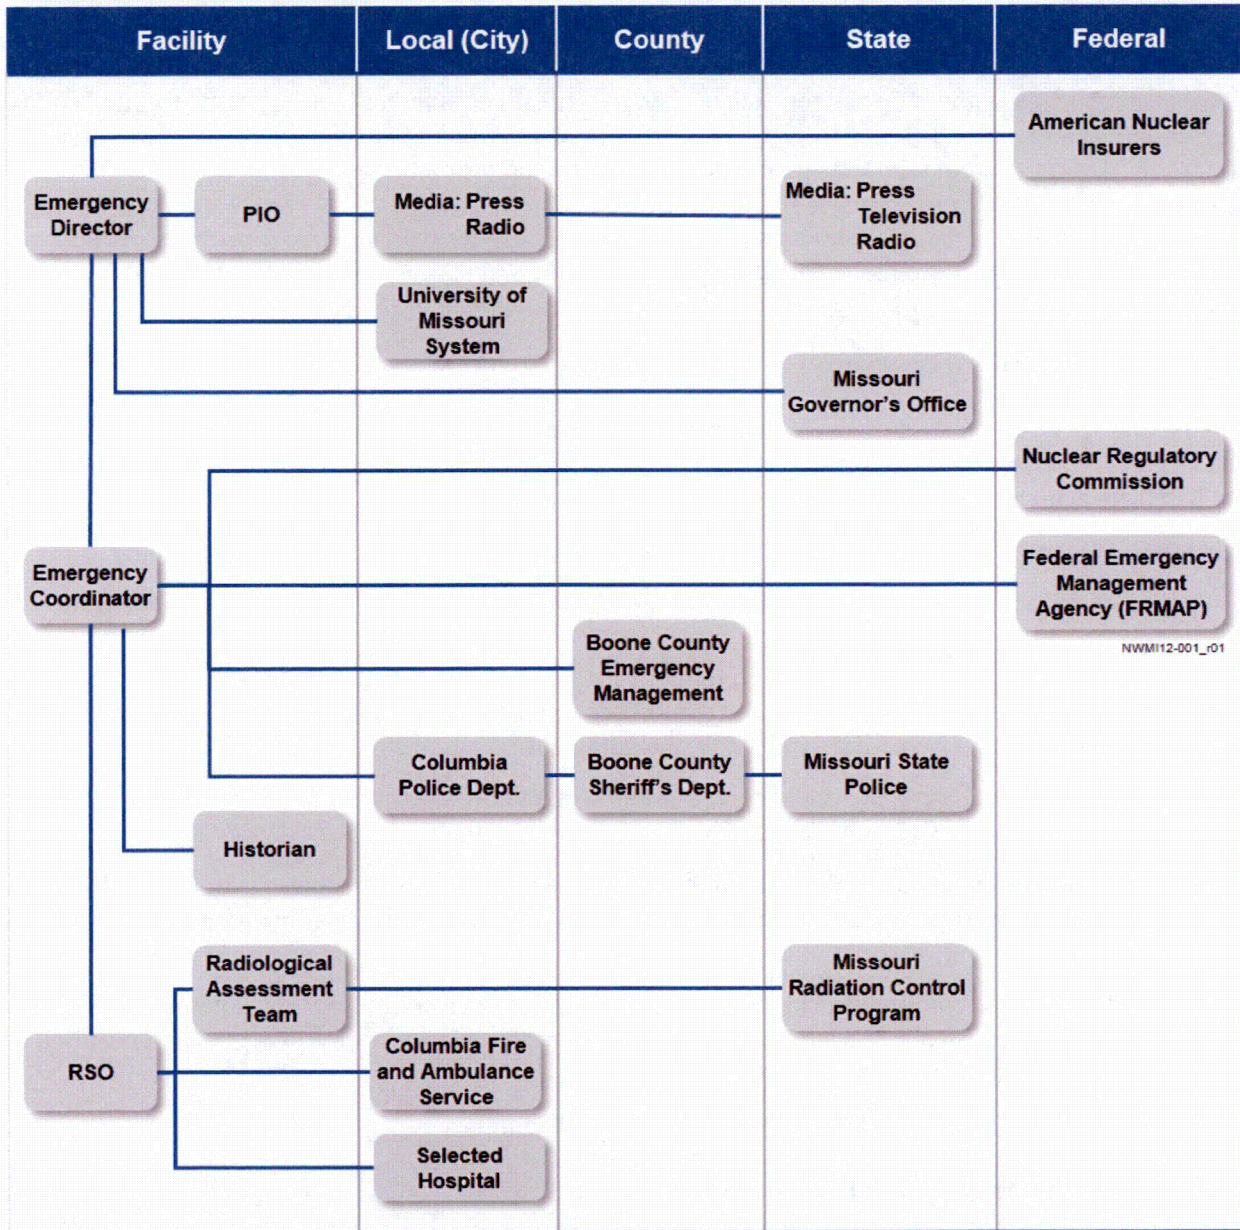 Facility
Local (City)
County
State
Federal
American Nuclear
Insurers
Emergency
Director
PIO
Media: Press
Radio
Media: Press
Television
Radio
University of
Missouri
System
Missouri
Governor's Office
Nuclear Regulatory
Commission
Emergency
Coordinator
Federal Emergency
Management
Agency (FRMAP)
NWMI12-001_r01
Boone County
Emergency
Management
Columbia
Police Dept.
Boone County
Sheriff's Dept.
Missouri State
Police
Historian
Radiological
Assessment
Team
Missouri
Radiation Control
Program
RSO
Columbia Fire
and Ambulance
Service
Selected
Hospital